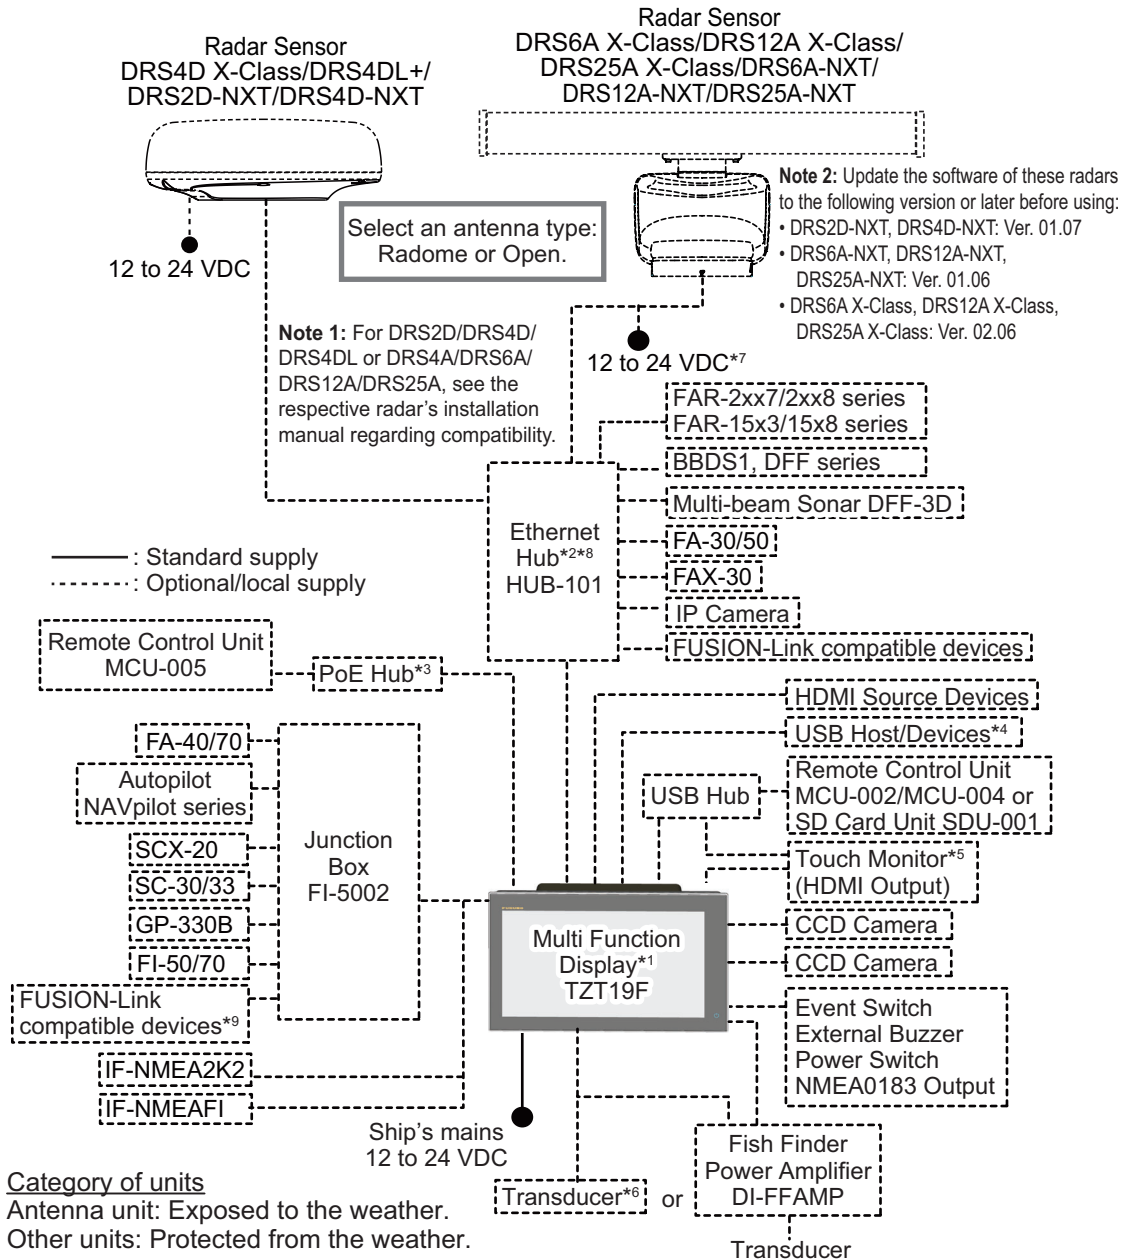 Radar Sensor
DRS4D X-Class/DRS4DL+/
DRS2D-NXT/DRS4D-NXT
Radar Sensor
DRS6A X-Class/DRS12A X-Class/
DRS25A X-Class/DRS6A-NXT/
DRS12A-NXT/DRS25A-NXT
12 to 24 VDC
Select an antenna type:
Radome or Open.
Note 2: Update the software of these radars
to the following version or later before using:
• DRS2D-NXT, DRS4D-NXT: Ver. 01.07
• DRS6A-NXT, DRS12A-NXT,
DRS25A-NXT: Ver. 01.06
• DRS6A X-Class, DRS12A X-Class,
DRS25A X-Class: Ver. 02.06
Note 1: For DRS2D/DRS4D/
DRS4DL or DRS4A/DRS6A/
DRS12A/DRS25A, see the
respective radar's installation
manual regarding compatibility.
12 to 24 VDC*7
FAR-2xx7/2xx8 series
FAR-15x3/15x8 series
BBDS1, DFF series
Multi-beam Sonar DFF-3D
FA-30/50
FAX-30
IP Camera
FUSION-Link compatible devices
Ethernet
Hub*2*8
HUB-101
: Standard supply
: Optional/local supply
Remote Control Unit
MCU-005
PoE Hub*3
HDMI Source Devices
USB Host/Devices*4
USB Hub
Remote Control Unit
MCU-002/MCU-004 or
SD Card Unit SDU-001
Touch Monitor*5
(HDMI Output)
CCD Camera
CCD Camera
Event Switch
External Buzzer
Power Switch
NMEA0183 Output
FA-40/70
Autopilot
NAVpilot series
SCX-20
SC-30/33
GP-330B
FI-50/70
FUSION-Link
compatible devices*9
Junction
Box
FI-5002
IF-NMEA2K2
IF-NMEAFI
FURUNO
Multi Function
Display*1
TZT19F
Ship's mains
12 to 24 VDC
Transducer*6
or
Fish Finder
Power Amplifier
DI-FFAMP
Transducer
Category of units
Antenna unit: Exposed to the weather.
Other units: Protected from the weather.